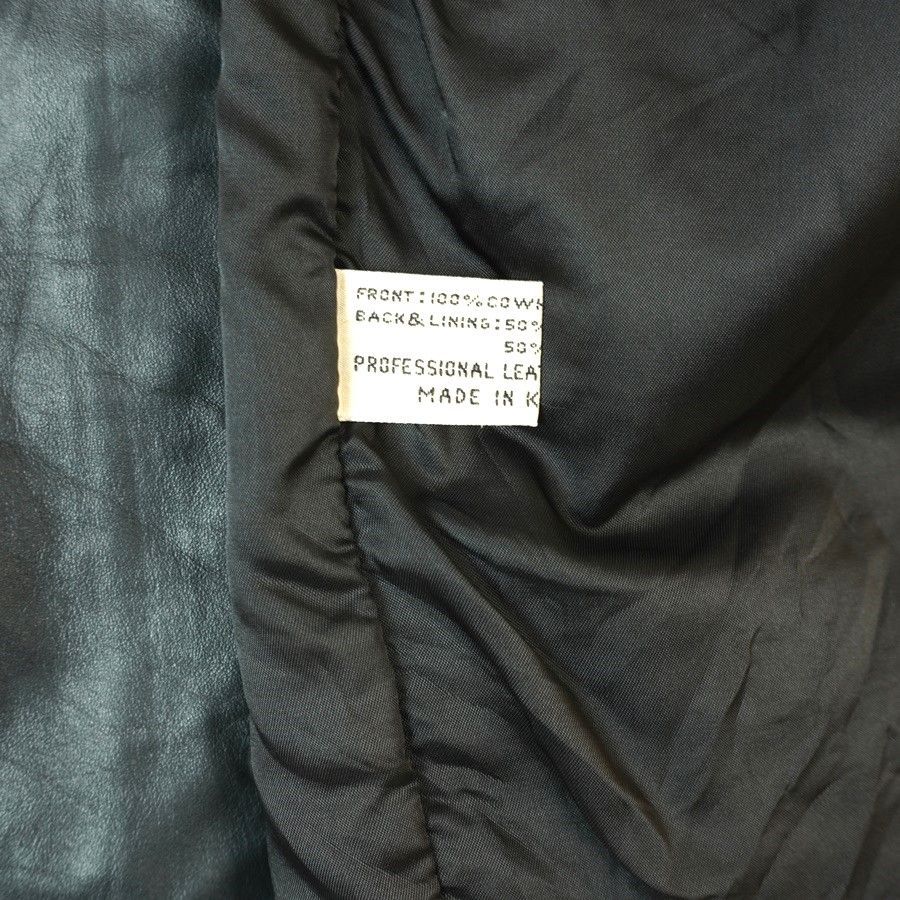 FRONT:100%COWH
BACK&LINING:50%
50%
PROFESSIONAL LEAT
MADE IN K